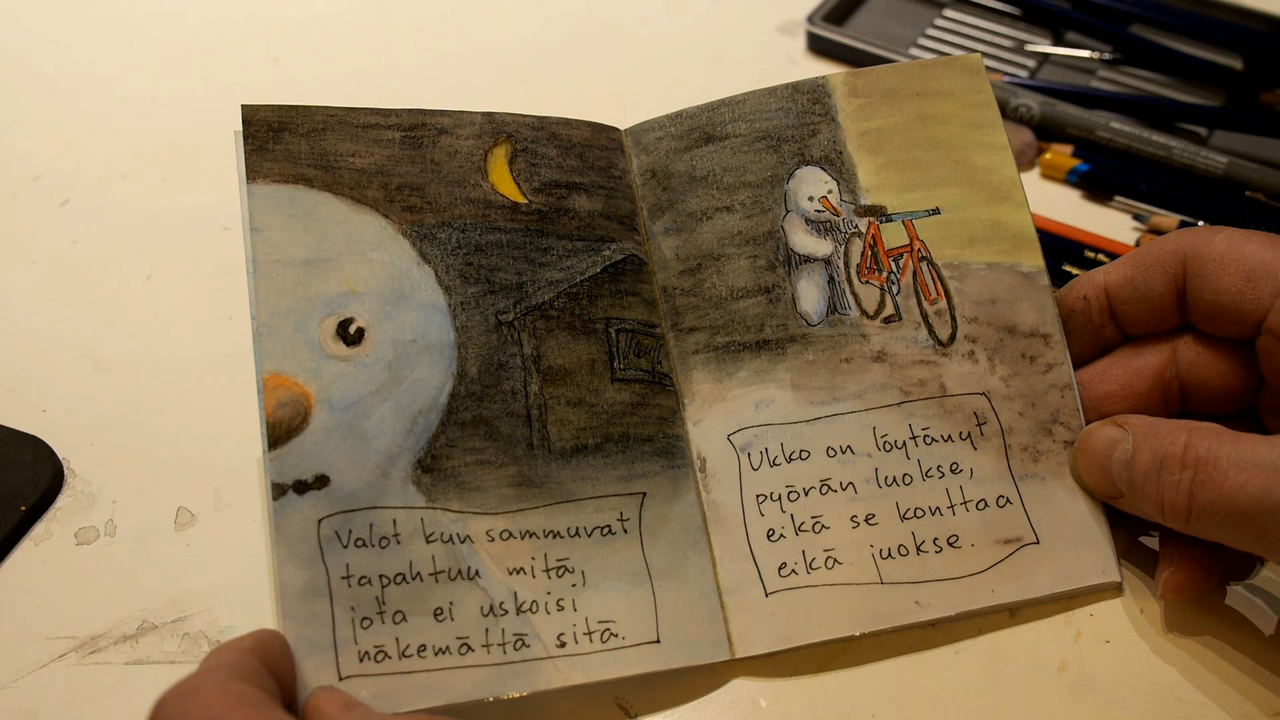 Valot kun sammuvat
tapahtuu mitä,
jota ei uskoisi
näkemättä sitä.
Ukko on löytänyt
pyörän luokse,
eikä se konttaa
eikä juokse.